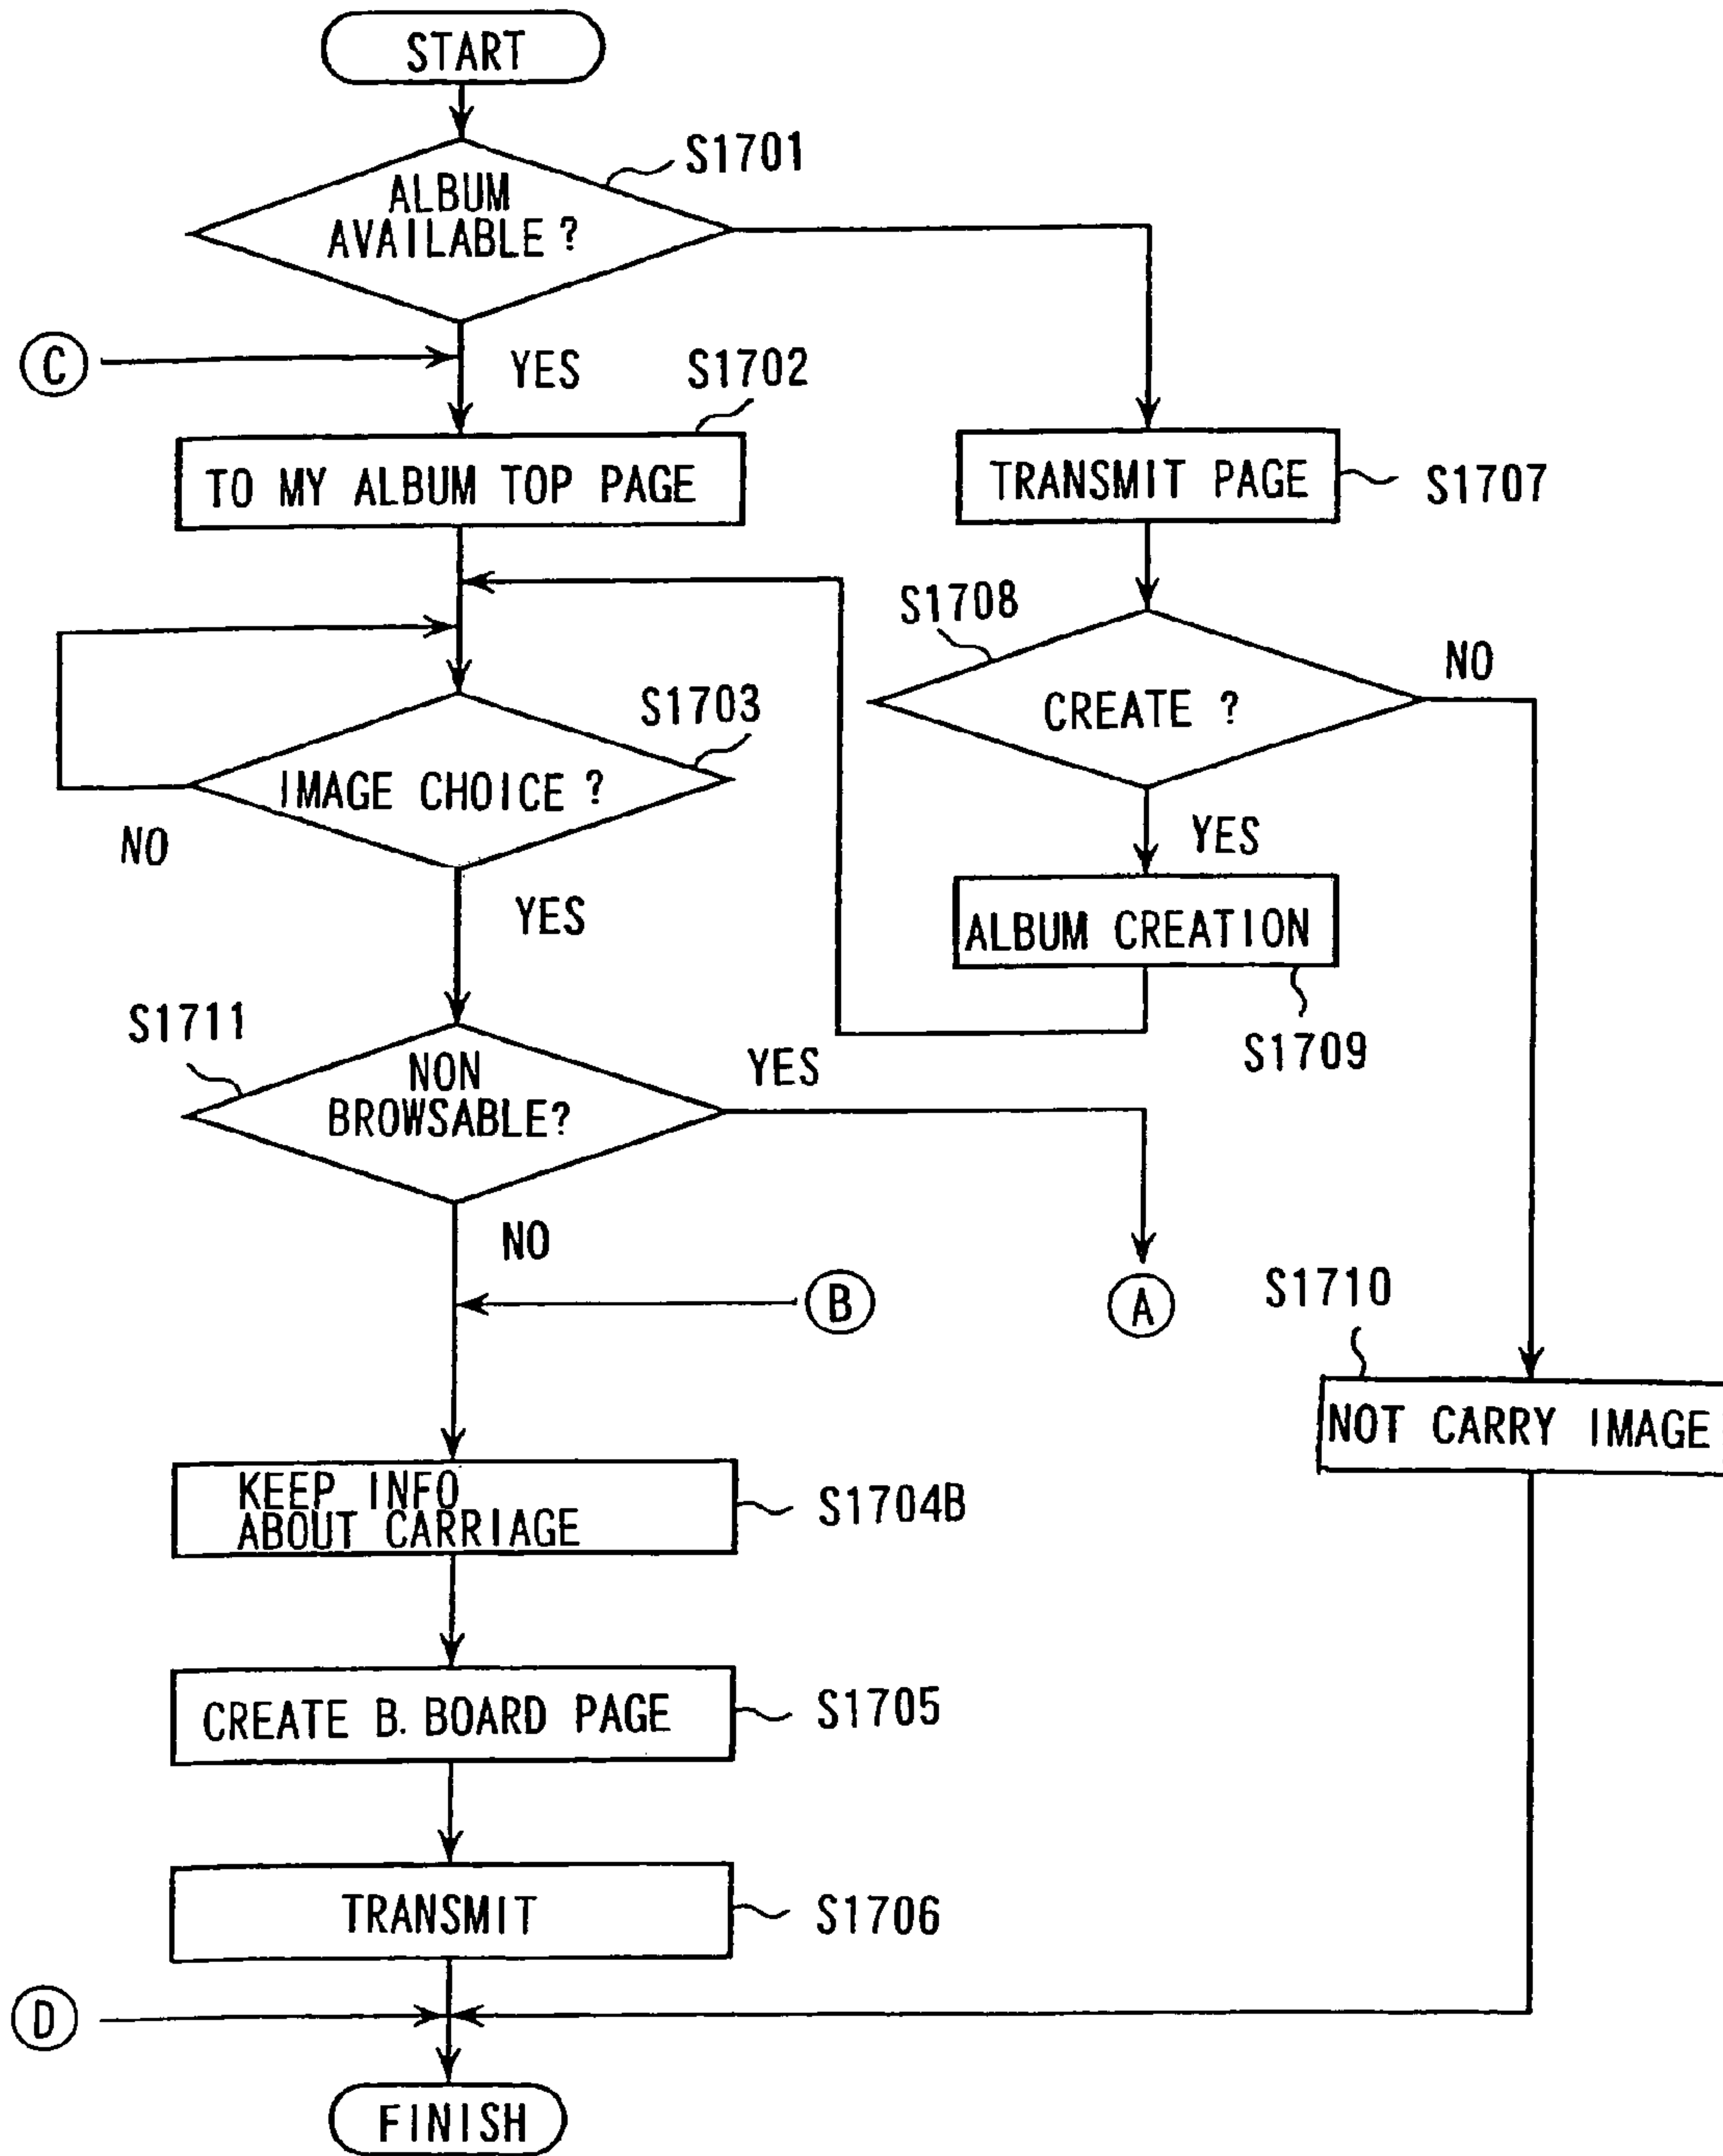 START
S1701
ALBUM
AVAILABLE ?
C
YES
S1702
TO MY ALBUM TOP PAGE
TRANSMIT PAGE
S1707
S1708
NO
S1703
CREATE ?
IMAGE CHOICE ?
NO
YES
YES
ALBUM CREATION
S1709
S1711
NON
BROWSABLE?
YES
NO
B
A
S1710
NOT CARRY IMAGE
KEEP INFO
ABOUT CARRIAGE
S1704B
CREATE B. BOARD PAGE
S1705
TRANSMIT
S1706
D
FINISH